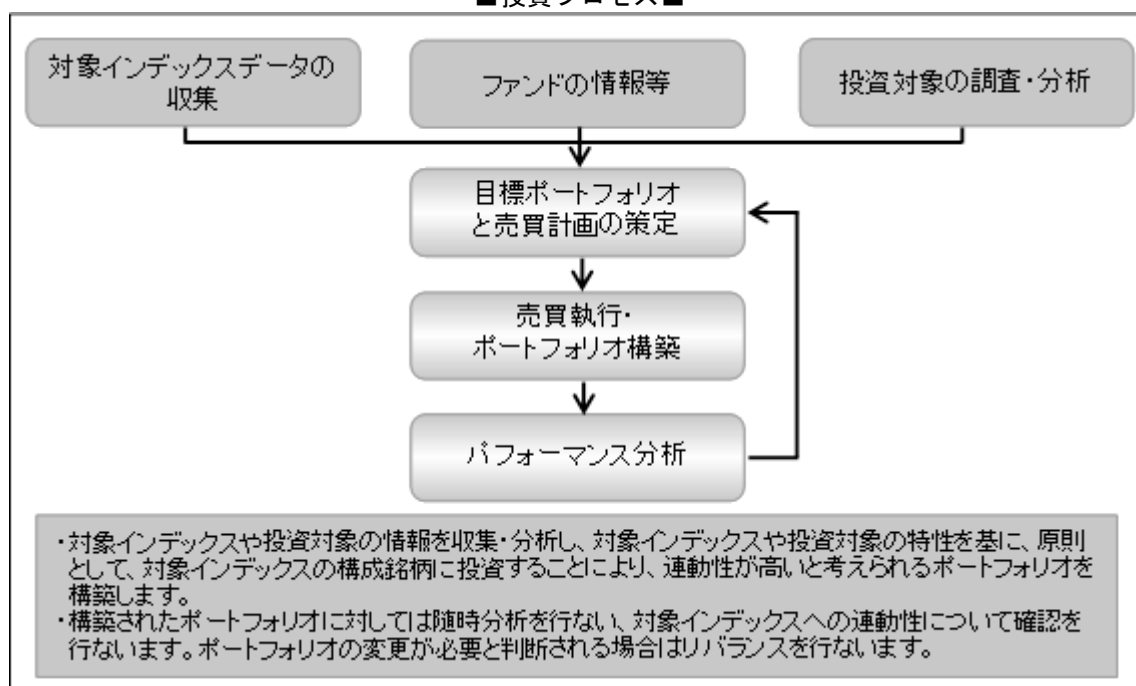 ■投資プロセス■
対象インデックスデータの
収集
ファンドの情報等
投資対象の調査・分析
目標ポートフォリオ
と売買計画の策定
売買執行・
ポートフォリオ構築
パフォーマンス分析
・対象インデックスや投資対象の情報を収集・分析し、対象インデックスや投資対象の特性を基に、原則
として、対象インデックスの構成銘柄に投資することにより、連動性が高いと考えられるポートフォリオを
構築します。
・構築されたポートフォリオに対しては随時分析を行ない、対象インデックスへの連動性について確認を
行ないます。ポートフォリオの変更が必要と判断される場合はリバランスを行ないます。